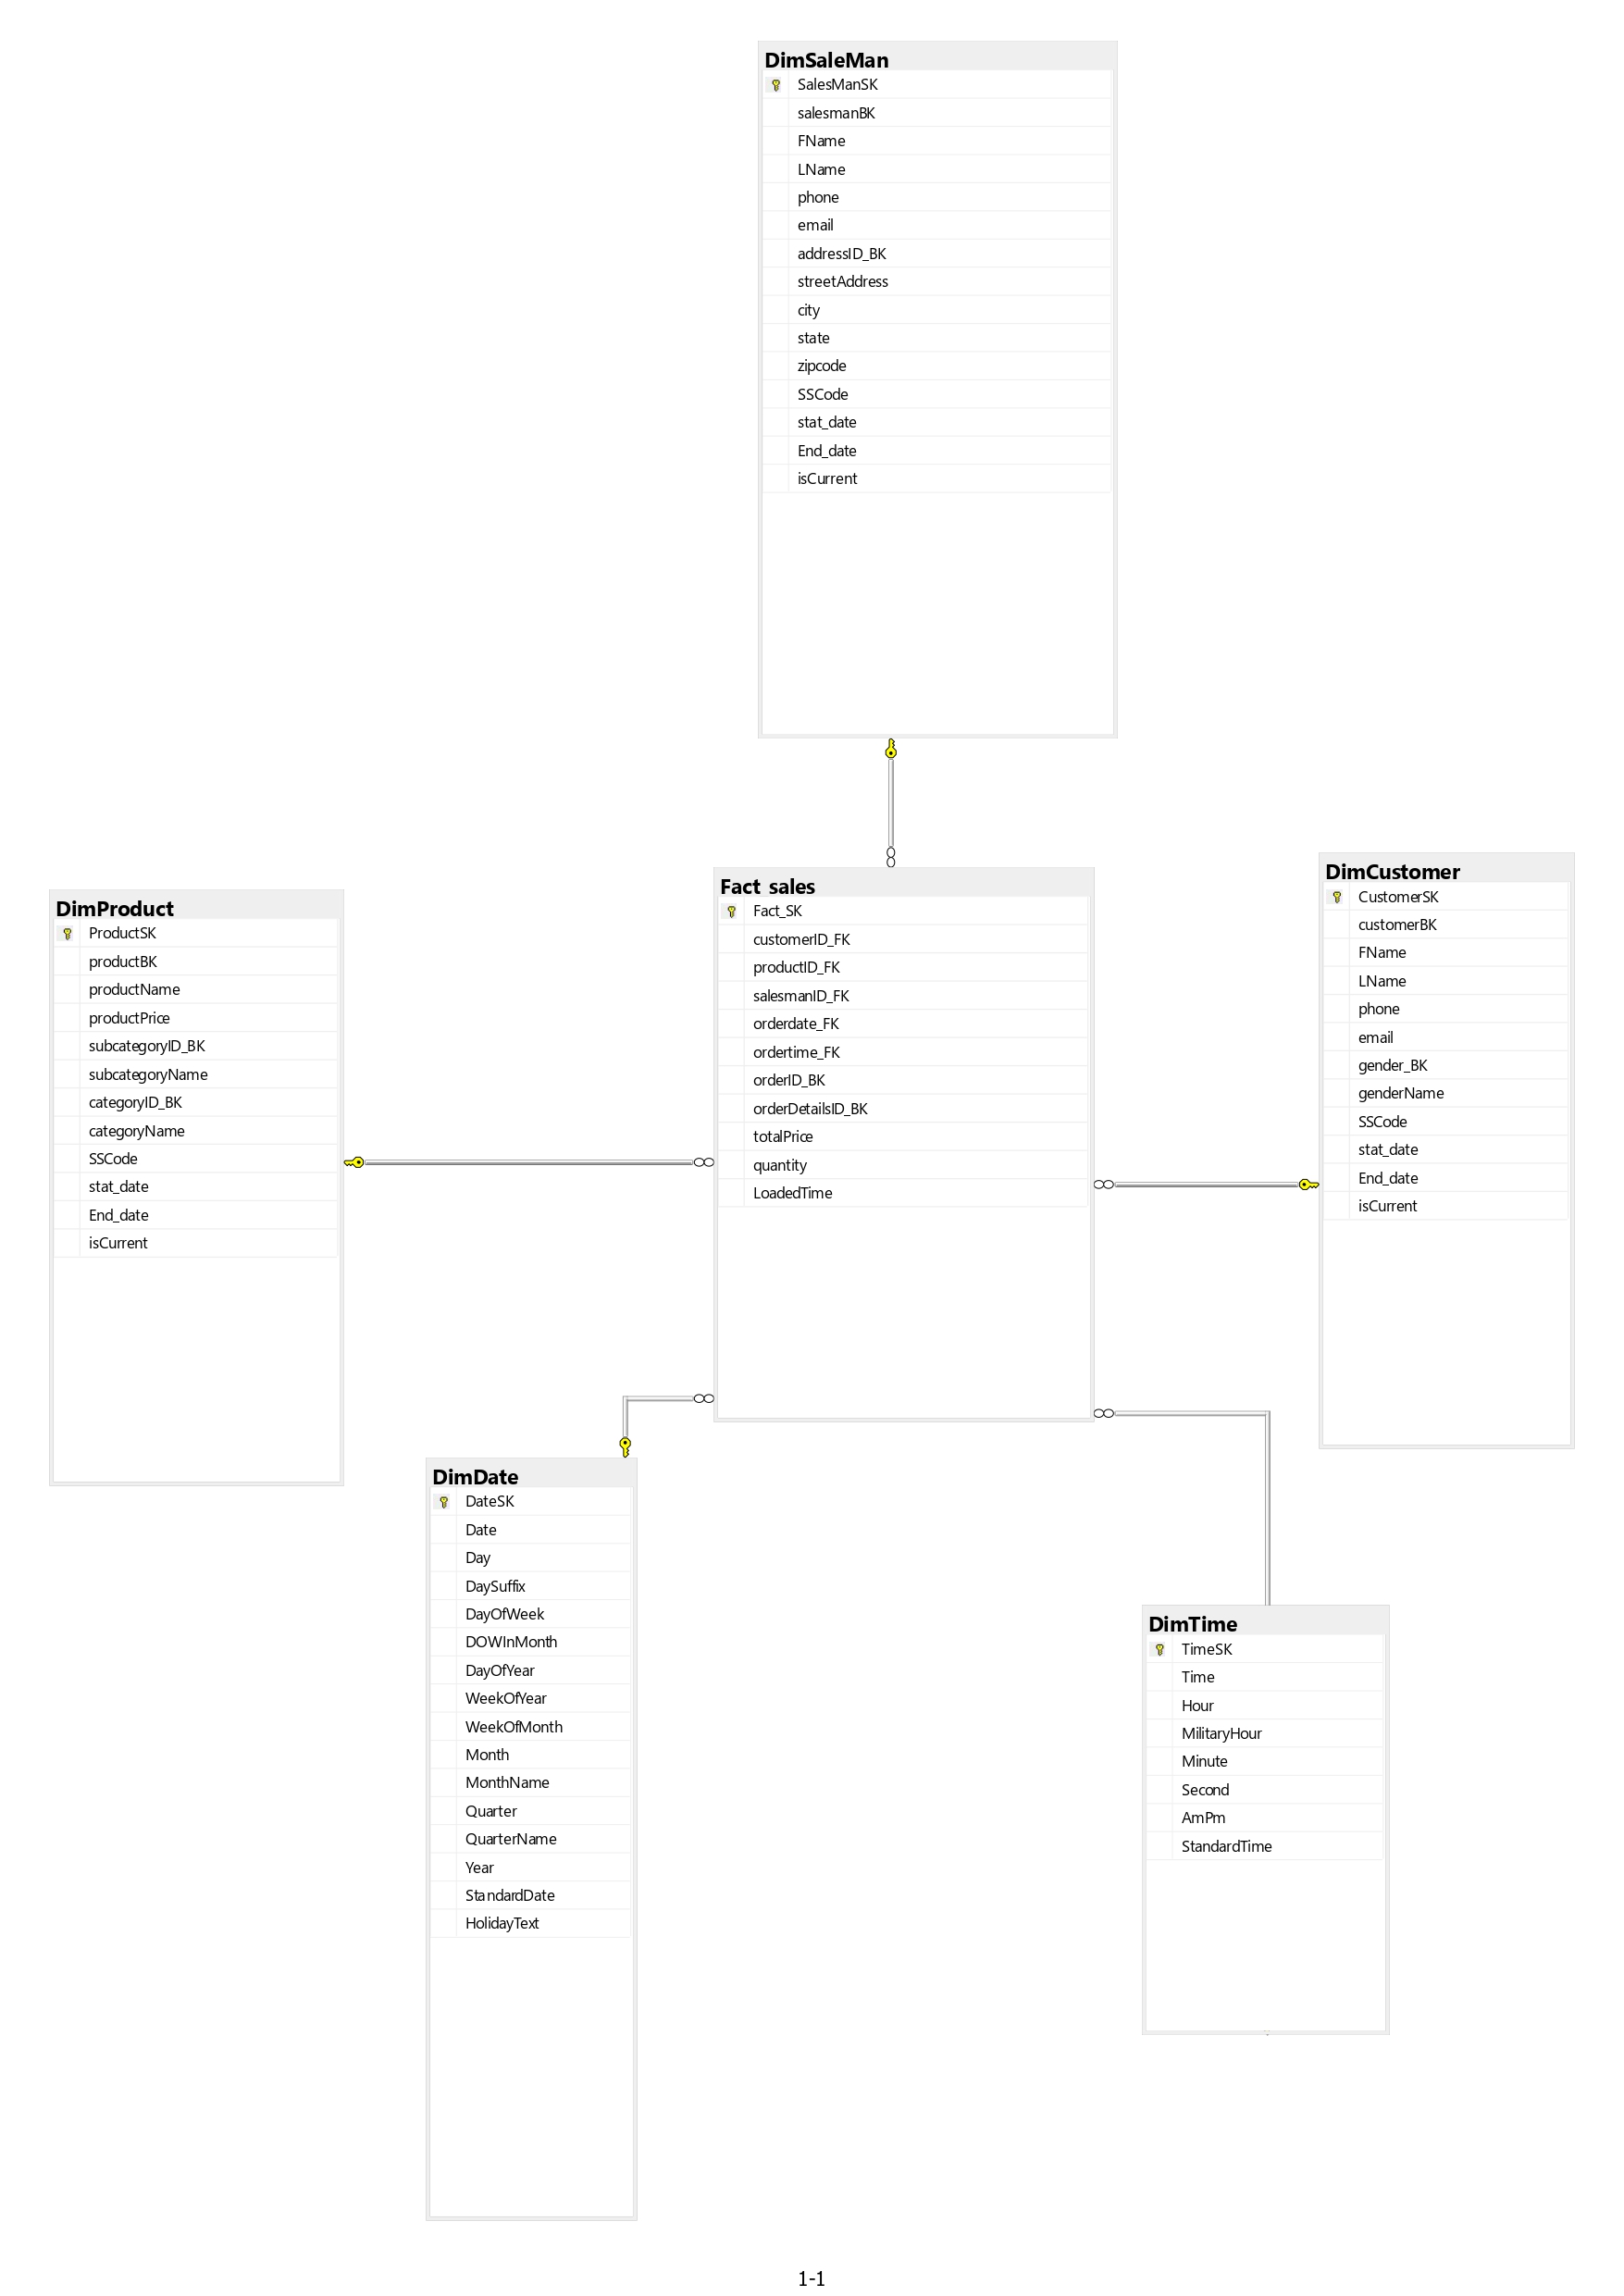 DimSaleMan
SalesManSK
salesmanBK
FName
LName
phone
email
addressID_BK
streetAddress
city
state
zipcode
SSCode
stat_date
End_date
isCurrent
DimProduct
ProductSK
productBK
productName
productPrice
subcategoryID_BK
subcategoryName
categoryID_BK
categoryName
SSCode
stat_date
End_date
isCurrent
Fact_sales
Fact_SK
customerID_FK
productID_FK
salesmanID_FK
orderdate_FK
ordertime_FK
orderID_BK
orderDetailsID_BK
totalPrice
quantity
LoadedTime
DimCustomer
CustomerSK
customerBK
FName
LName
phone
email
gender_BK
genderName
SSCode
stat_date
End_date
isCurrent
DimDate
DateSK
Date
Day
DaySuffix
DayOfWeek
DOWInMonth
DayOfYear
WeekOfYear
WeekOfMonth
Month
MonthName
Quarter
QuarterName
Year
StandardDate
HolidayText
DimTime
TimeSK
Time
Hour
MilitaryHour
Minute
Second
AmPm
StandardTime
1-1